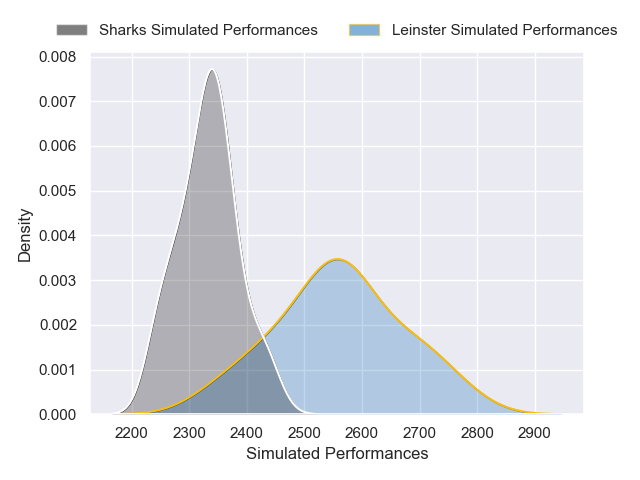 Sharks Simulated Performances Leinster Simulated Performances
0.008
0.007
0.006
0.005
0.004
0.003
0.002
0.001
0.000
Density
2200 2300 2400 2500 2600 2700 2800 2900
Simulated Performances